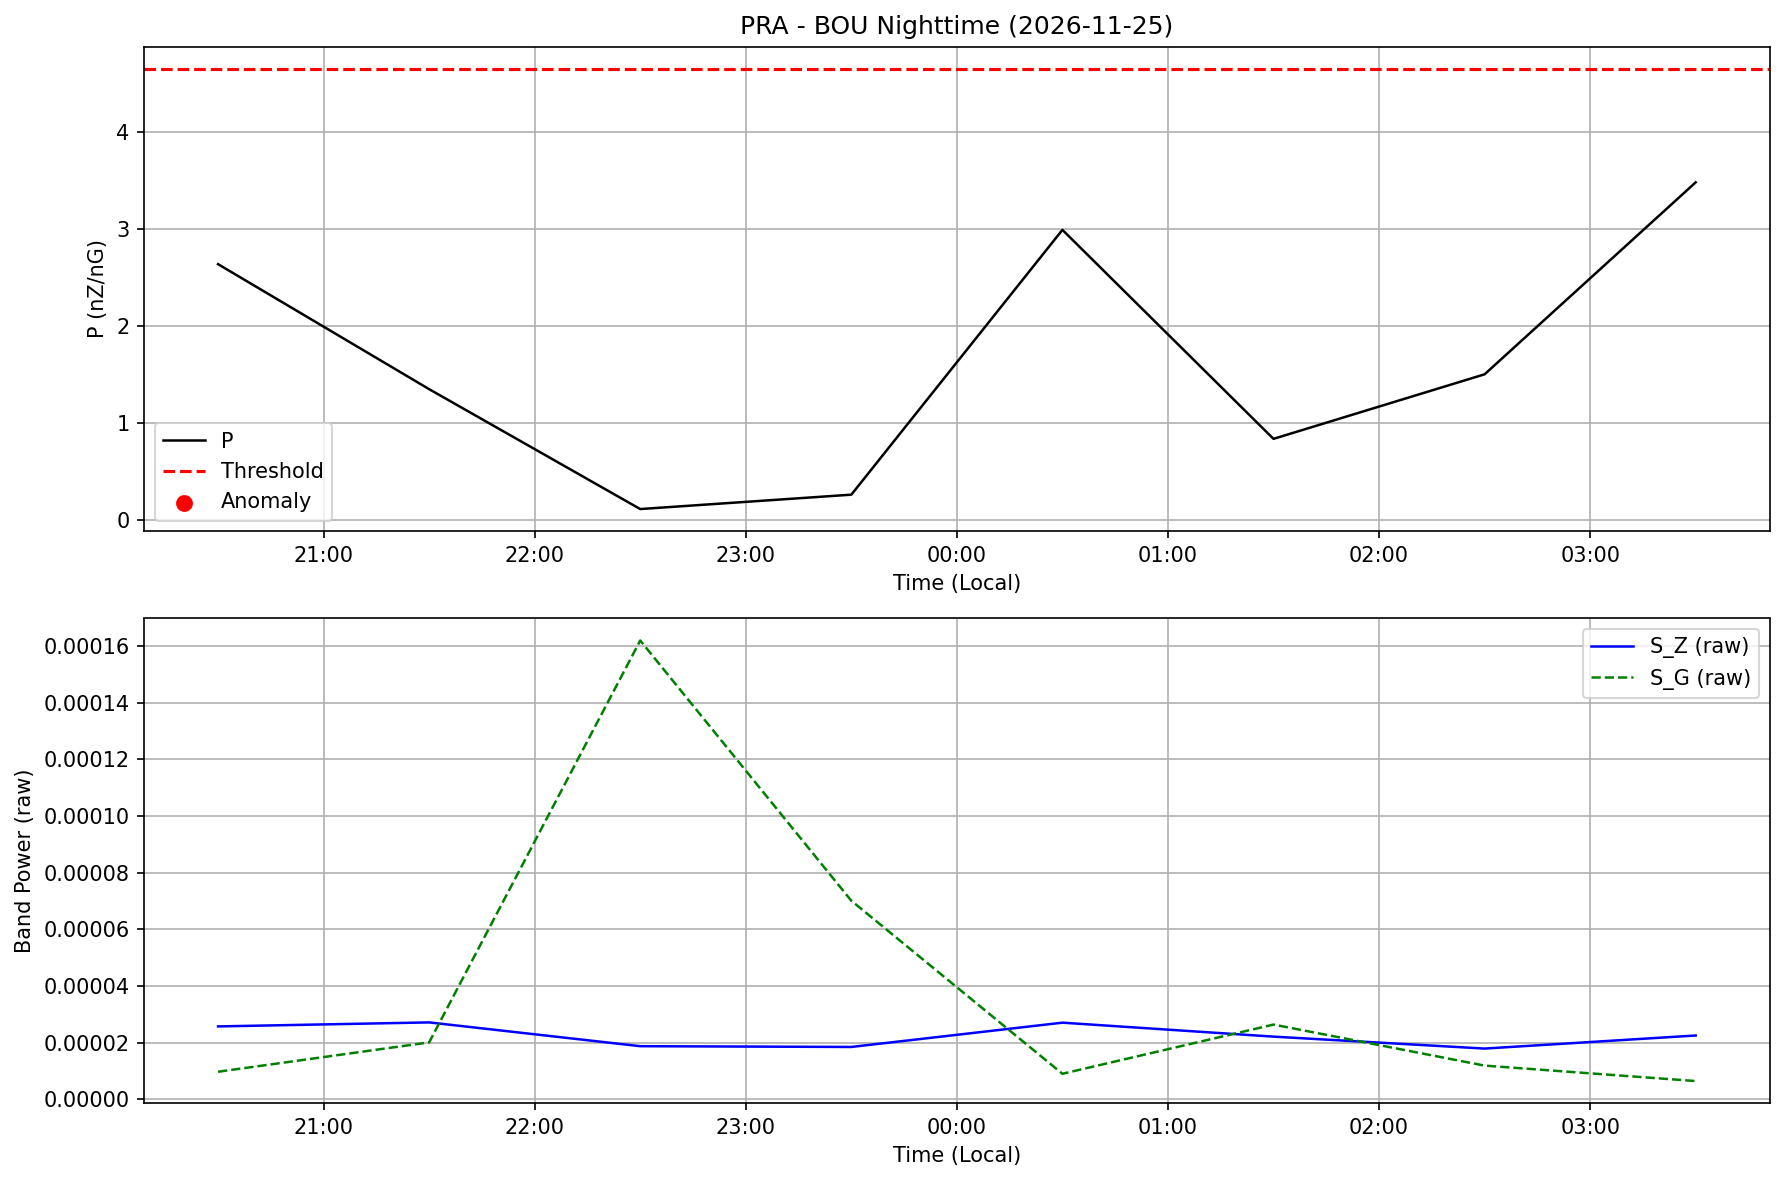 PRA - BOU Nighttime (2026-11-25)
P (nZ/nG)
4
3
2
1
0
P
Threshold
Anomaly
21:00 22:00 23:00 00:00 01:00 02:00 03:00
Time (Local)
Band Power (raw)
0.00016
0.00014
0.00012
0.00010
0.00008
0.00006
0.00004
0.00002
0.00000
S_Z (raw)
S_G (raw)
21:00 22:00 23:00 00:00 01:00 02:00 03:00
Time (Local)